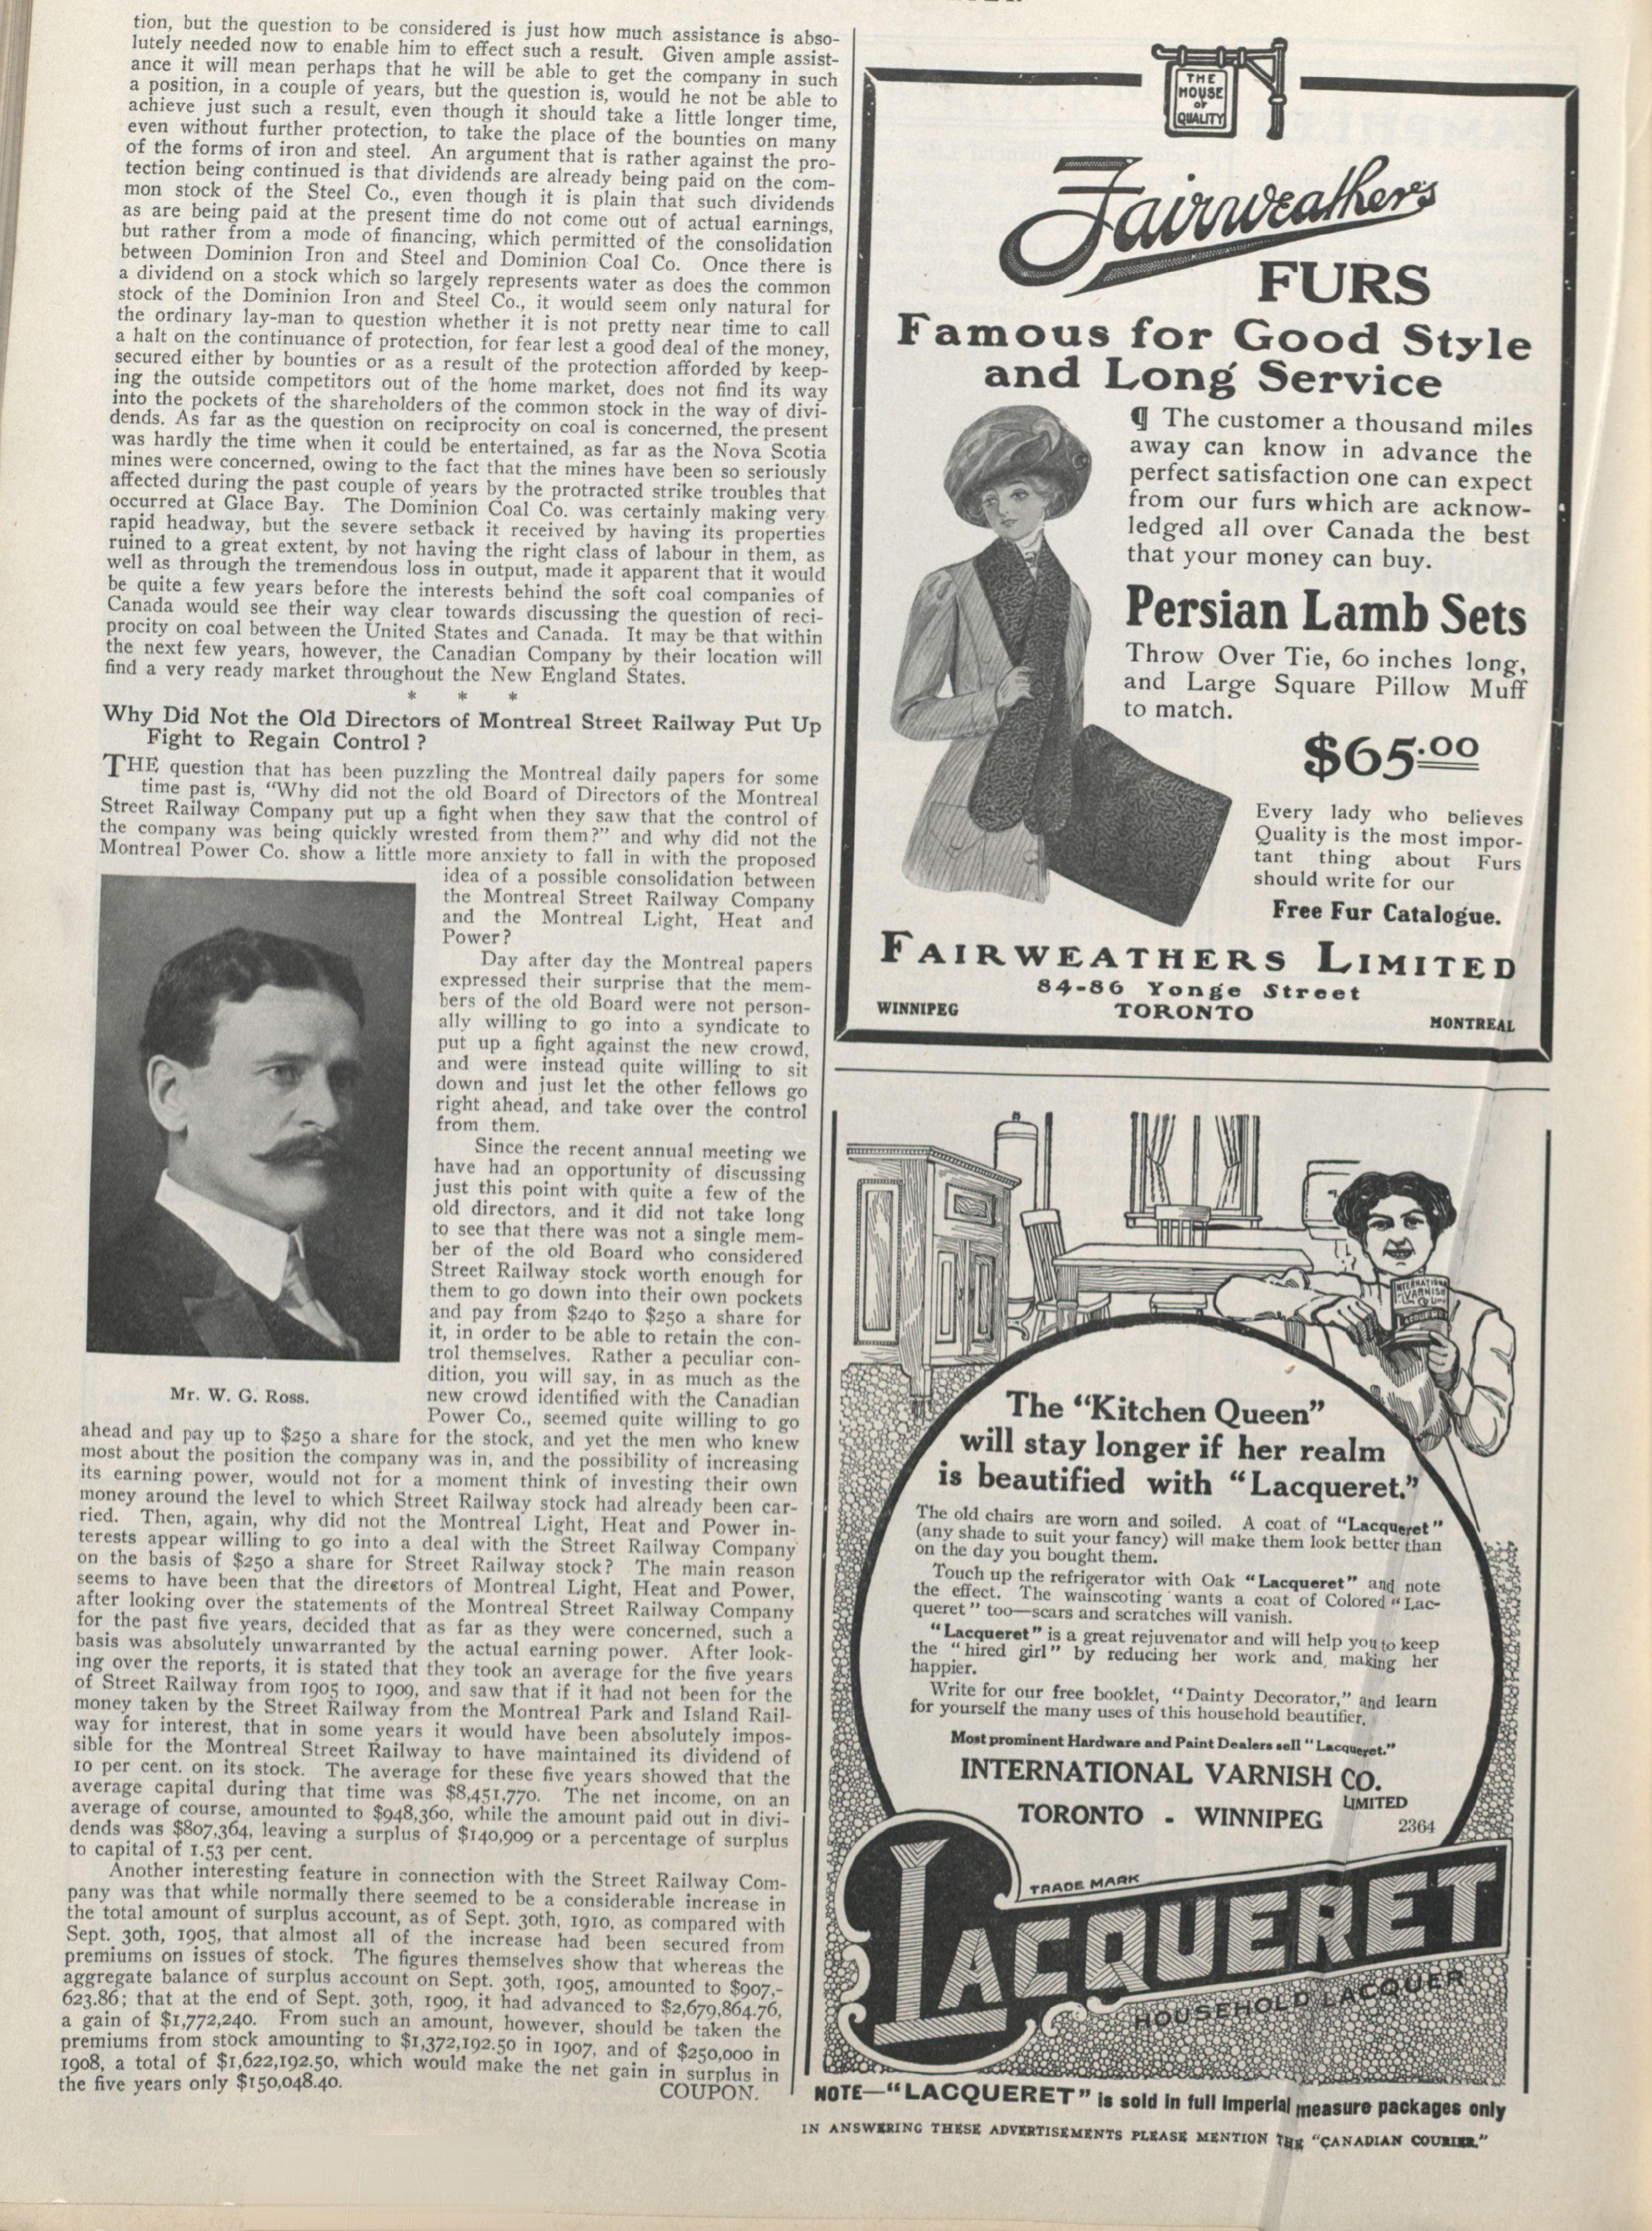 tion, but the question to be considered is just how much assistance is abso-
lutely needed now to enable him to effect such a result. Given ample assist-
ance it will mean perhaps that he will be able to get the company in such
a position, in a couple of years, but the question is, would he not be able to
achieve just such a result, even though it should take a little longer time,
even without further protection, to take the place of the bounties on many
of the forms of iron and steel. An argument that is rather against the pro-
tection being continued is that dividends are already being paid on the com-
mon stock of the Steel Co., even though it is plain that such dividends
as are being paid at the present time do not come out of actual earnings,
but rather from a mode of financing, which permitted of the consolidation
between Dominion Iron and Steel and Dominion Coal Co. Once there is
a dividend on a stock which so largely represents water as does the common
stock of the Dominion Iron and Steel Co., it would seem only natural for
the ordinary lay-man to question whether it is not pretty near time to call
a halt on the continuance of protection, for fear lest a good deal of the money,
secured either by bounties or as a result of the protection afforded by keep-
ing the outside competitors out of the home market, does not find its way
into the pockets of the shareholders of the common stock in the way of divi-
dends. As far as the question on reciprocity on coal is concerned, the present
was hardly the time when it could be entertained, as far as the Nova Scotia
mines were concerned, owing to the fact that the mines have been so seriously
affected during the past couple of years by the protracted strike troubles that
occurred at Glace Bay. The Dominion Coal Co. was certainly making very
rapid headway, but the severe setback it received by having its properties
ruined to a great extent, by not having the right class of labour in them, as
well as through the tremendous loss in output, made it apparent that it would
be quite a few years before the interests behind the soft coal companies of
Canada would see their way clear towards discussing the question of reci-
procity on coal between the United States and Canada. It may be that within
the next few years, however, the Canadian Company by their location will
find a very ready market throughout the New England States.
* * *
Why Did Not the Old Directors of Montreal Street Railway Put Up
Fight to Regain Control?
THE question that has been puzzling the Montreal daily papers for some
time past is, "Why did not the old Board of Directors of the Montreal
Street Railway Company put up a fight when they saw that the control of
the company was being quickly wrested from them?" and why did not the
Montreal Power Co. show a little more anxiety to fall in with the proposed
idea of a possible consolidation between
the Montreal Street Railway Company
and the Montreal Light, Heat and
Power?
Day after day the Montreal papers
expressed their surprise that the mem-
bers of the old Board were not person-
ally willing to go into a syndicate to
put up a fight against the new crowd,
and were instead quite willing to sit
down and just let the other fellows go
right ahead, and take over the control
from them.
Since the recent annual meeting we
have had an opportunity of discussing
just this point with quite a few of the
old directors, and it did not take long
to see that there was not a single mem-
ber of the old Board who considered
Street Railway stock worth enough for
them to go down into their own pockets
and pay from $240 to $250 a share for
it, in order to be able to retain the con-
trol themselves. Rather a peculiar con-
dition, you will say, in as much as the
new crowd identified with the Canadian
Power Co., seemed quite willing to go
Mr. W. G. Ross.
ahead and pay up to $250 a share for the stock, and yet the men who knew
most about the position the company was in, and the possibility of increasing
its earning power, would not for a moment think of investing their own
money around the level to which Street Railway stock had already been car-
ried. Then, again, why did not the Montreal Light, Heat and Power in-
terests appear willing to go into a deal with the Street Railway Company
on the basis of $250 a share for Street Railway stock? The main reason
seems to have been that the directors of Montreal Light, Heat and Power,
after looking over the statements of the Montreal Street Railway Company
for the past five years, decided that as far as they were concerned, such a
basis was absolutely unwarranted by the actual earning power. After look-
ing over the reports, it is stated that they took an average for the five years
of Street Railway from 1905 to 1909, and saw that if it had not been for the
money taken by the Street Railway from the Montreal Park and Island Rail-
way for interest, that in some years it would have been absolutely impos-
sible for the Montreal Street Railway to have maintained its dividend of
10 per cent. on its stock. The average for these five years showed that the
average capital during that time was $8,451,770. The net income, on an
average of course, amounted to $948,360, while the amount paid out in divi-
dends was $807,364, leaving a surplus of $140,909 or a percentage of surplus
to capital of 1.53 per cent.
Another interesting feature in connection with the Street Railway Com-
pany was that while normally there seemed to be a considerable increase in
the total amount of surplus account, as of Sept. 30th, 1910, as compared with
Sept. 30th, 1905, that almost all of the increase had been secured from
premiums on issues of stock. The figures themselves show that whereas the
aggregate balance of surplus account on Sept. 30th, 1905, amounted to $907,-
623.86; that at the end of Sept. 30th, 1909, it had advanced to $2,679,864.76,
a gain of $1,772,240. From such an amount, however, should be taken the
premiums from stock amounting to $1,372,192.50 in 1907, and of $250,000 in
1908, a total of $1,622,192.50, which would make the net gain in surplus in
the five years only $150,048.40.
COUPON.
THE
HOUSE
of
QUALITY
Fairweathers
FURS
Famous for Good Style
and Long Service
¶ The customer a thousand miles
away can know in advance the
perfect satisfaction one can expect
from our furs which are acknow-
ledged all over Canada the best
that your money can buy.
Persian Lamb Sets
Throw Over Tie, 60 inches long,
and Large Square Pillow Muff
to match.
$65.00
Every lady who believes
Quality is the most impor-
tant thing about Furs
should write for our
Free Fur Catalogue.
FAIRWEATHERS LIMITED
84-86 Yonge Street
WINNIPEG TORONTO MONTREAL
INTERNATIONAL
VARNISH
The "Kitchen Queen"
will stay longer if her realm
is beautified with "Lacqueret."
The old chairs are worn and soiled. A coat of "Lacqueret"
(any shade to suit your fancy) will make them look better than
on the day you bought them.
Touch up the refrigerator with Oak "Lacqueret" and note
the effect. The wainscoting wants a coat of Colored "Lac-
queret" too—scars and scratches will vanish.
"Lacqueret" is a great rejuvenator and will help you to keep
the "hired girl" by reducing her work and making her
happier.
Write for our free booklet, "Dainty Decorator," and learn
for yourself the many uses of this household beautifier.
Most prominent Hardware and Paint Dealers sell "Lacqueret."
INTERNATIONAL VARNISH CO.
LIMITED
TORONTO - WINNIPEG
2364
TRADE MARK
LACQUERET
HOUSEHOLD LACQUER
NOTE—"LACQUERET" is sold in full Imperial measure packages only
IN ANSWERING THESE ADVERTISEMENTS PLEASE MENTION THE "CANADIAN COURIER."